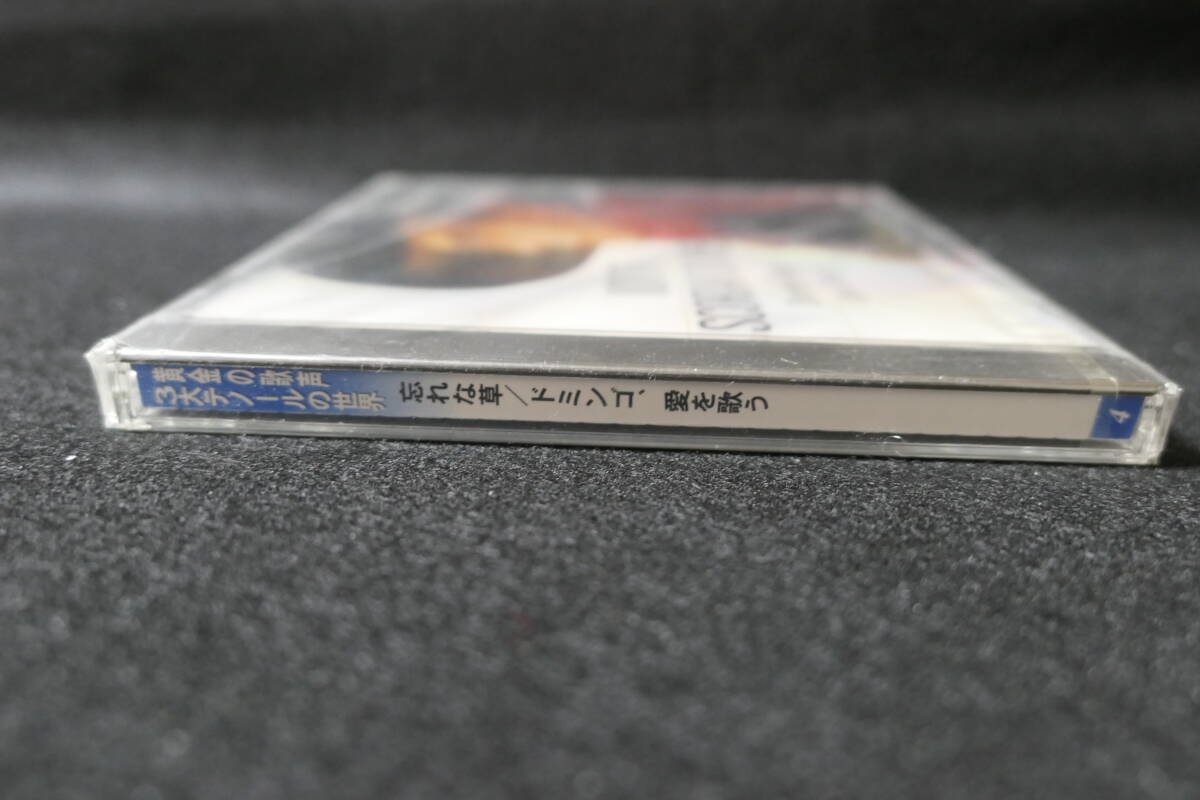 黄金の歌声
3大テノールの世界
忘れな草/ドミンゴ、愛を歌う
4